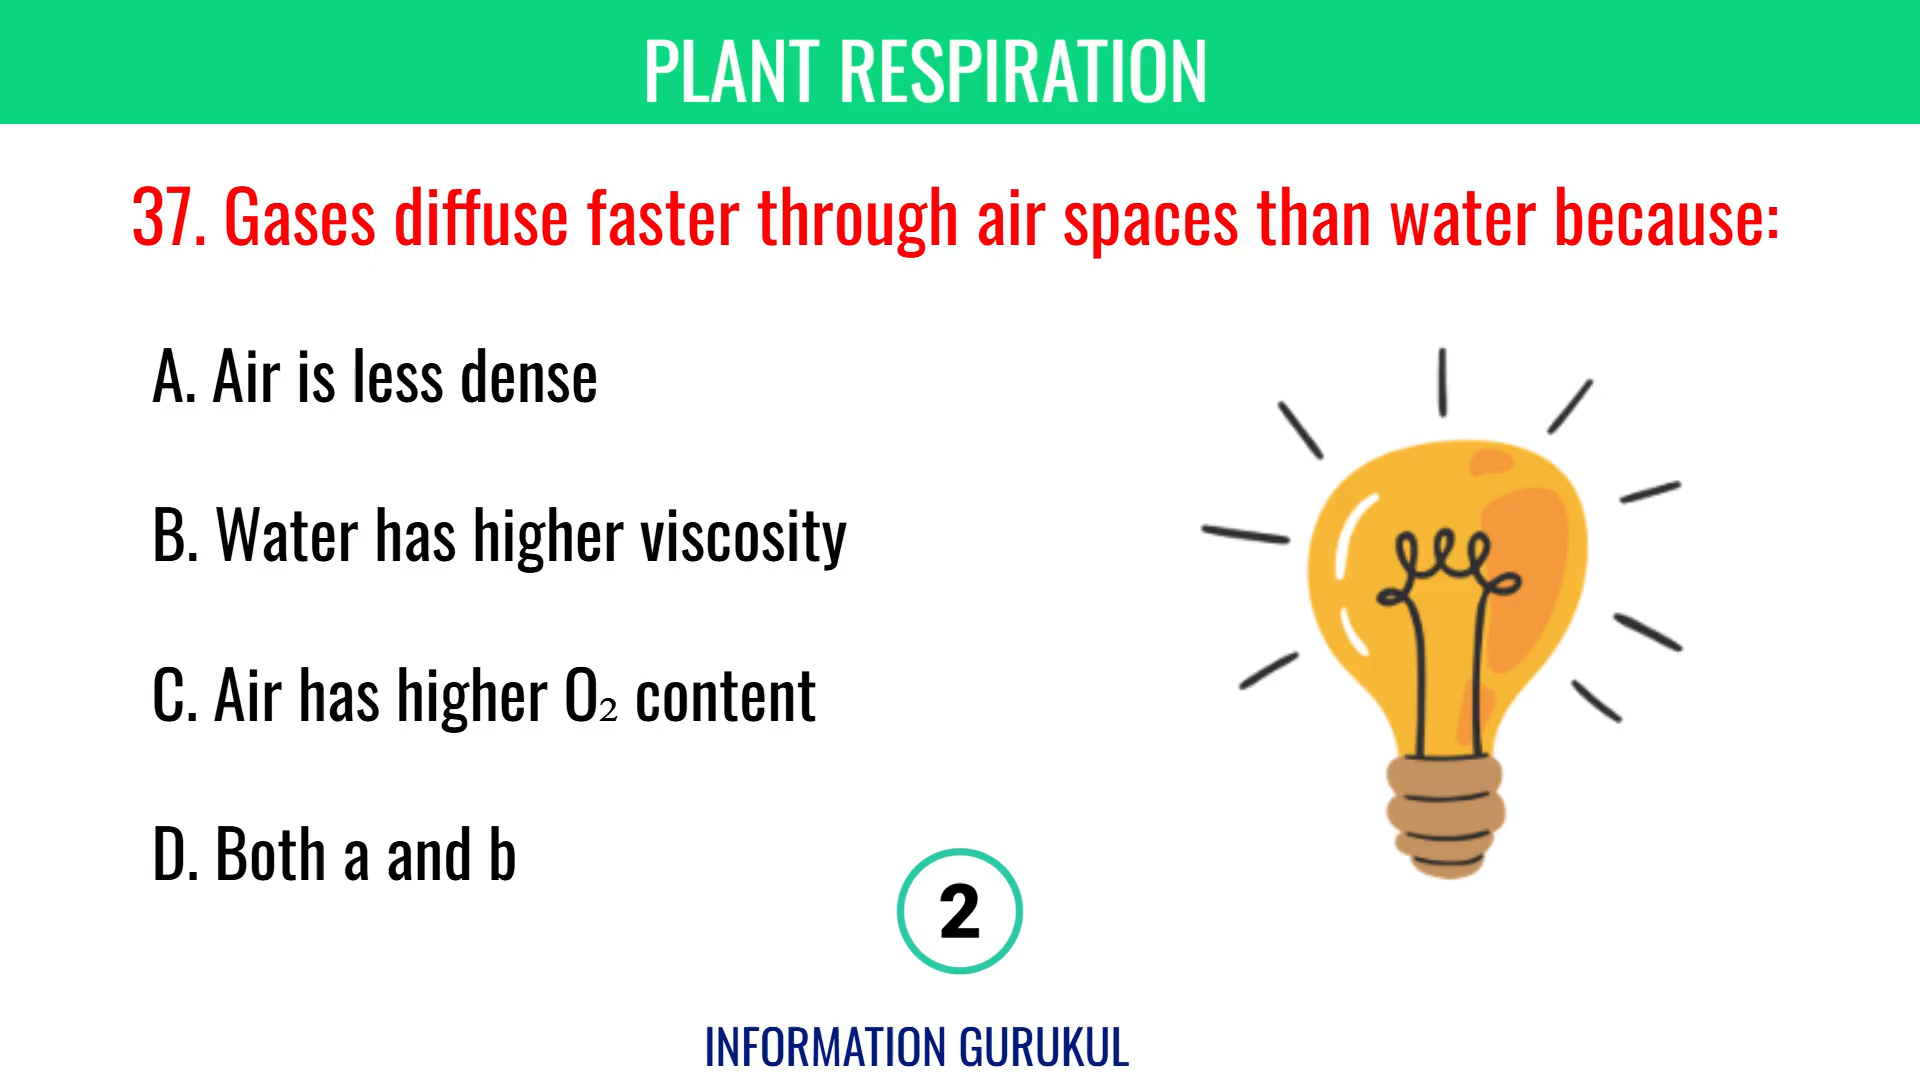 PLANT RESPIRATION
37. Gases diffuse faster through air spaces than water because:
A. Air is less dense
B. Water has higher viscosity
C. Air has higher O₂ content
D. Both a and b
2
INFORMATION GURUKUL